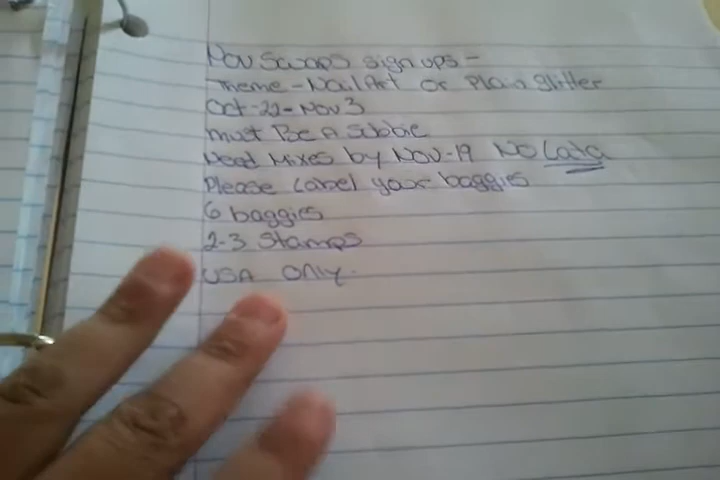 Nov Swaps sign ups -
Theme - Nail Art or Plain glitter
Oct-22-Nov 3
must Be A Subbie
Need Mixes by Nov-19 NO Lata
Please Label your baggies
6 baggies
2-3 Stamps
USA Only.